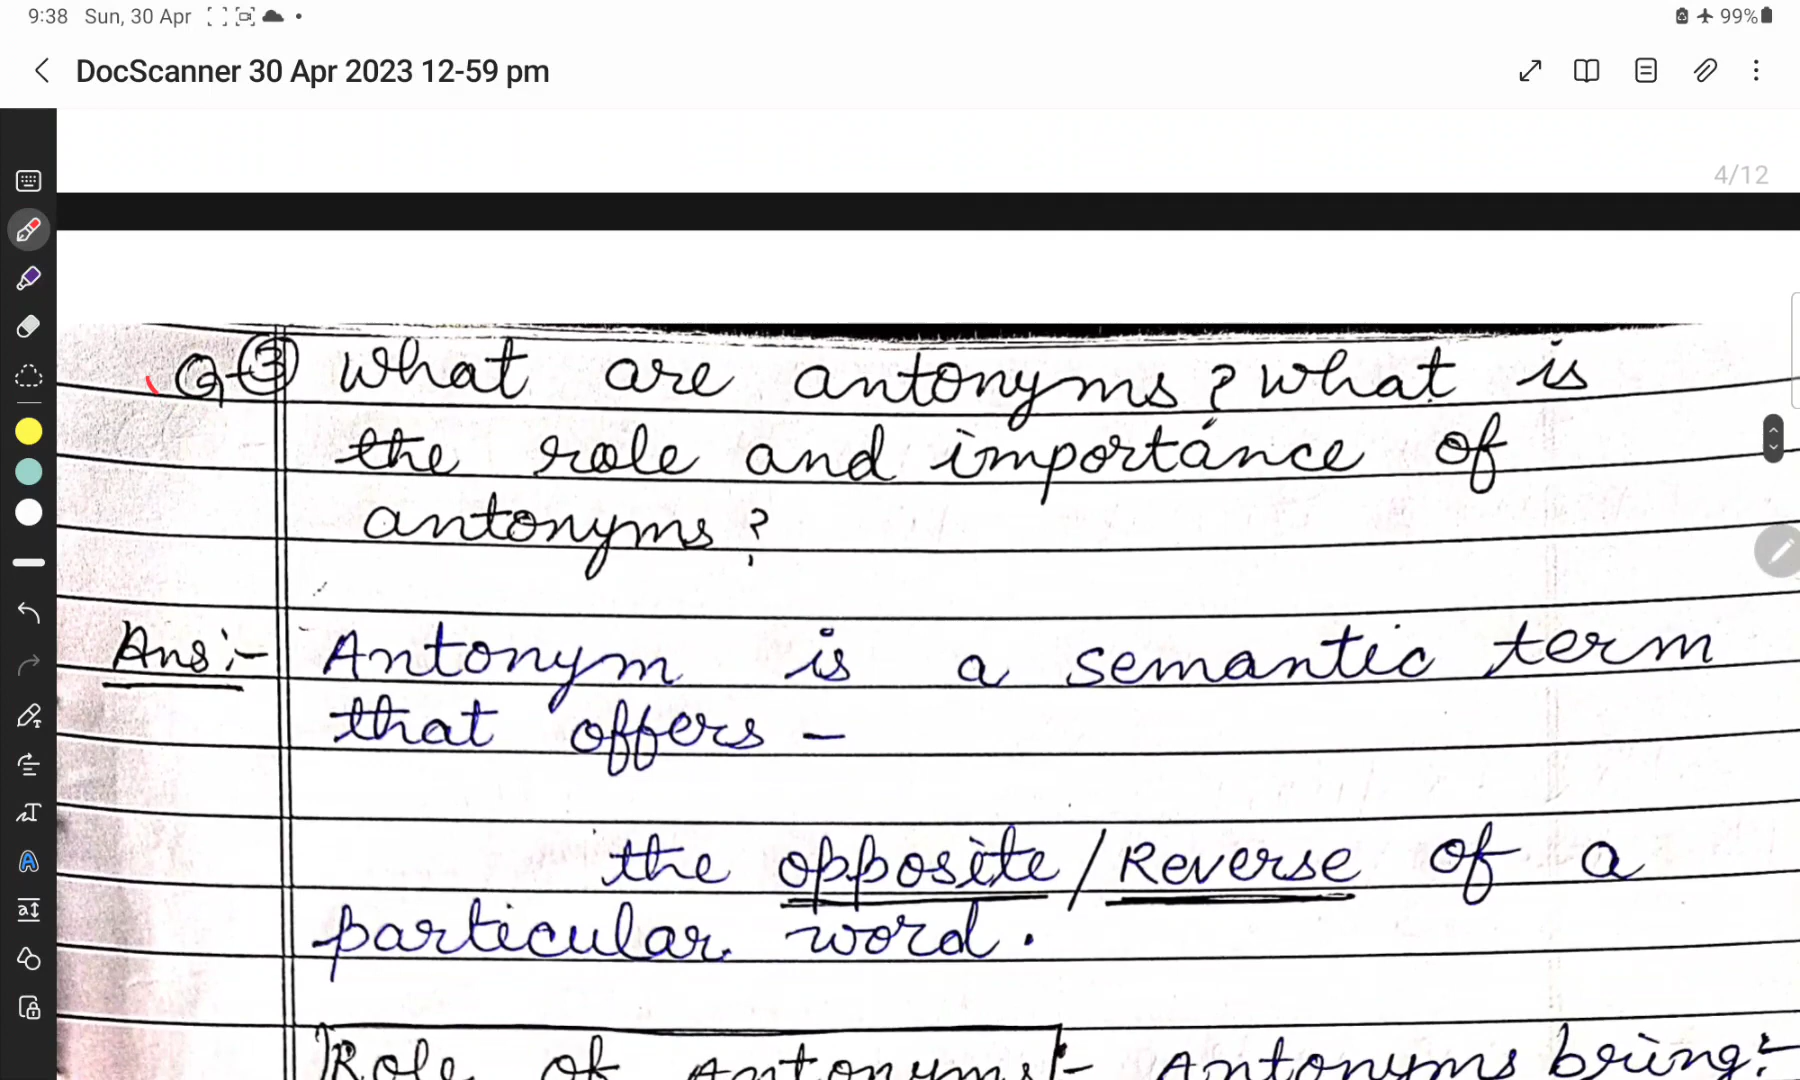 9:38 Sun, 30 Apr
99%
DocScanner 30 Apr 2023 12-59 pm
4/12
Q-③ What are antonyms? What is
the role and importance of
antonyms?
Ans:- Antonym is a semantic term
that offers -
the opposite / Reverse of a
particular word.
Role of Antonyms:- Antonyms bring:-